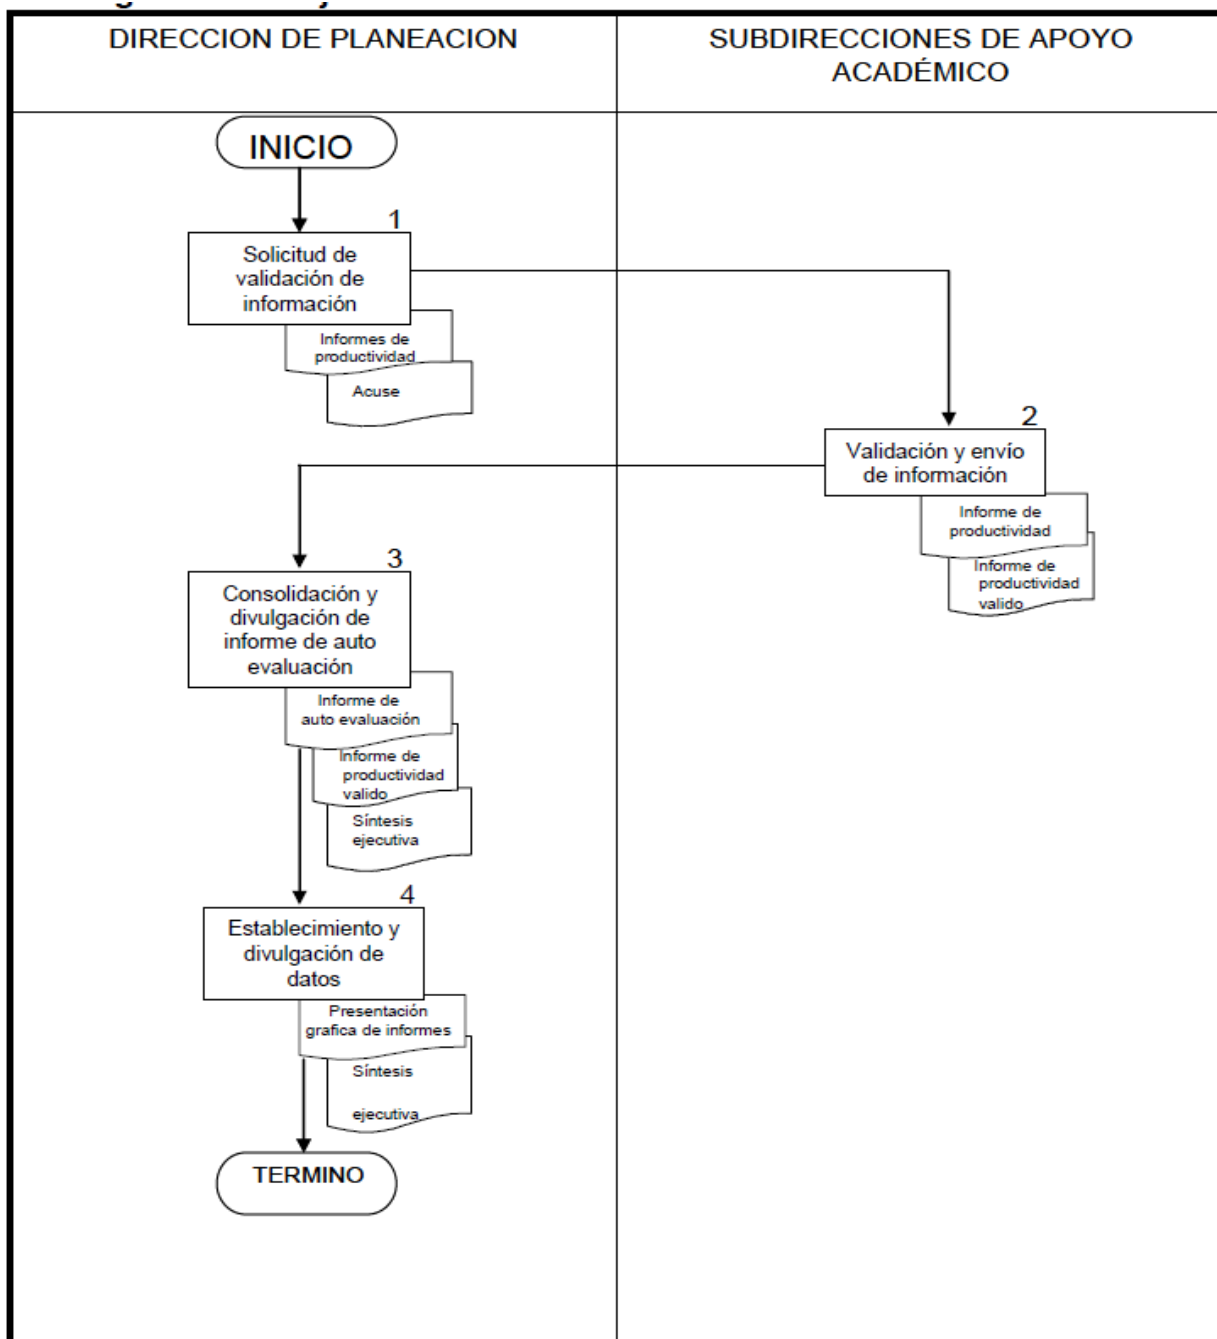 DIRECCION DE PLANEACION
SUBDIRECCIONES DE APOYO
ACADÉMICO
INICIO
1
Solicitud de
validación de
información
Informes de
productividad
Acuse
2
Validación y envío
de información
Informe de
productividad
Informe de
productividad
valido
3
Consolidación y
divulgación de
informe de auto
evaluación
Informe de
auto evaluación
Informe de
productividad
valido
Síntesis
ejecutiva
4
Establecimiento y
divulgación de
datos
Presentación
grafica de informes
Síntesis
ejecutiva
TERMINO